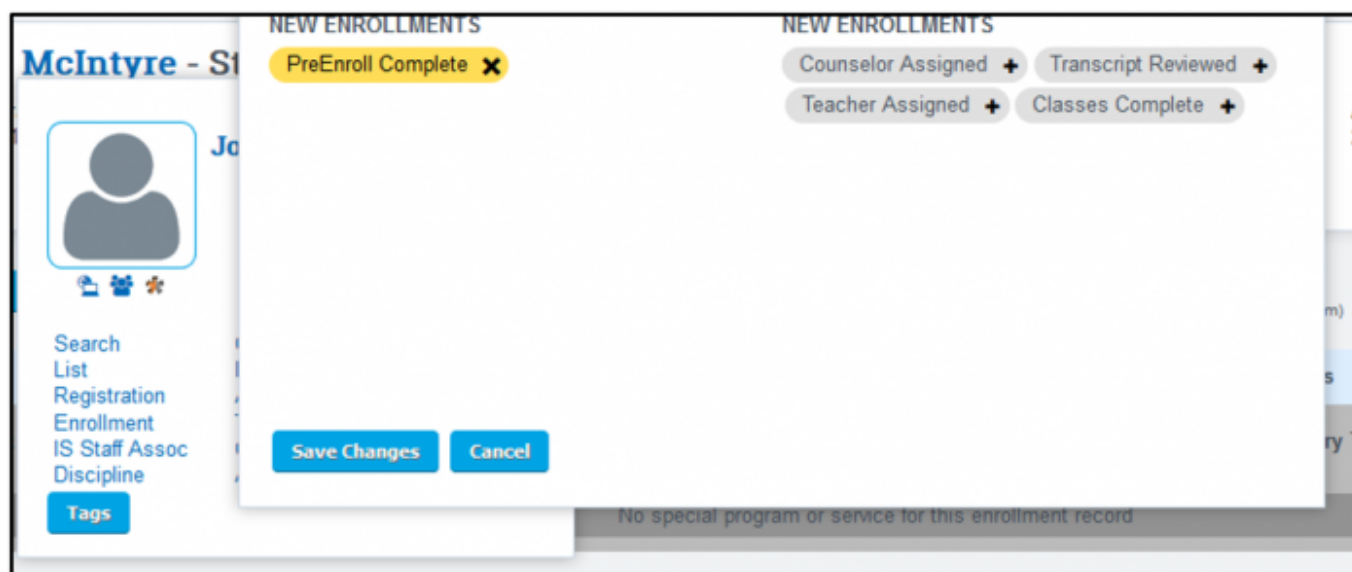 NEW ENROLLMENTS
PreEnroll Complete
NEW ENROLLMENTS
Counselor Assigned + Transcript Reviewed +
Teacher Assigned + Classes Complete +
McIntyre - St
Jo
Search
List
Registration
Enrollment
IS Staff Assoc
Discipline
Tags
Save Changes Cancel
m)
s
ry
No special program or service for this enrollment record